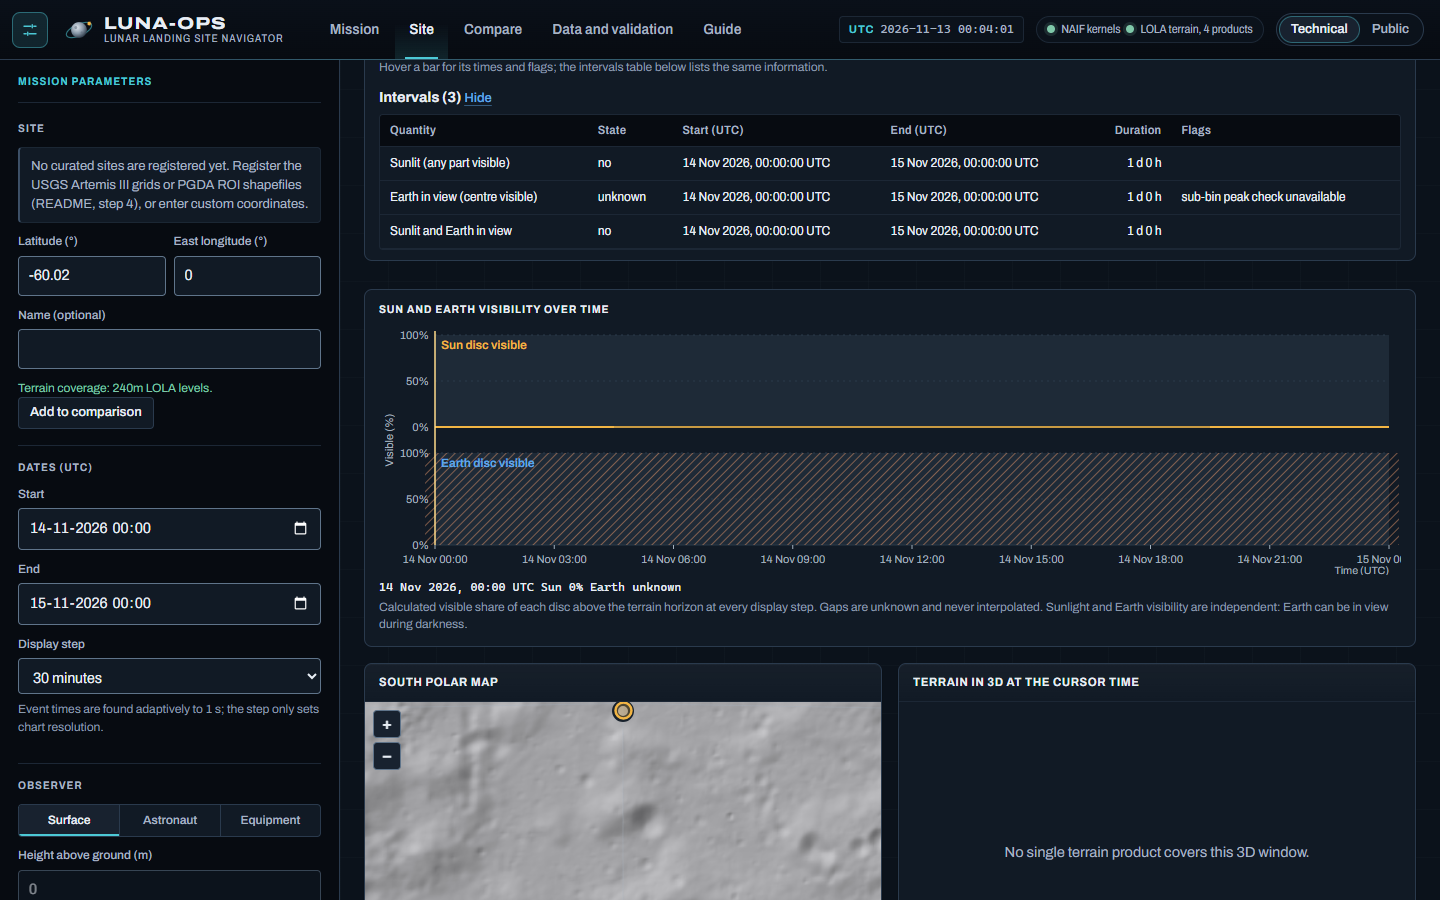 LUNA-OPS
LUNAR LANDING SITE NAVIGATOR
Mission
Site
Compare
Data and validation
Guide
UTC 2026-11-13 00:04:01
NAIF kernels
LOLA terrain, 4 products
Technical
Public
MISSION PARAMETERS
SITE
No curated sites are registered yet. Register the
USGS Artemis III grids or PGDA ROI shapefiles
(README, step 4), or enter custom coordinates.
Latitude (°)
East longitude (°)
-60.02
0
Name (optional)
Terrain coverage: 240m LOLA levels.
Add to comparison
DATES (UTC)
Start
14-11-2026 00:00
End
15-11-2026 00:00
Display step
30 minutes
Event times are found adaptively to 1 s; the step only sets
chart resolution.
OBSERVER
Surface
Astronaut
Equipment
Height above ground (m)
0
Hover a bar for its times and flags; the intervals table below lists the same information.
Intervals (3) Hide
Quantity State Start (UTC) End (UTC) Duration Flags
Sunlit (any part visible) no 14 Nov 2026, 00:00:00 UTC 15 Nov 2026, 00:00:00 UTC 1 d 0 h
Earth in view (centre visible) unknown 14 Nov 2026, 00:00:00 UTC 15 Nov 2026, 00:00:00 UTC 1 d 0 h sub-bin peak check unavailable
Sunlit and Earth in view no 14 Nov 2026, 00:00:00 UTC 15 Nov 2026, 00:00:00 UTC 1 d 0 h
SUN AND EARTH VISIBILITY OVER TIME
100%
Sun disc visible
50%
0%
Visible (%)
100%
Earth disc visible
50%
0%
14 Nov 00:00 14 Nov 03:00 14 Nov 06:00 14 Nov 09:00 14 Nov 12:00 14 Nov 15:00 14 Nov 18:00 14 Nov 21:00 15 Nov 0
Time (UTC)
14 Nov 2026, 00:00 UTC Sun 0% Earth unknown
Calculated visible share of each disc above the terrain horizon at every display step. Gaps are unknown and never interpolated. Sunlight and Earth visibility are independent: Earth can be in view
during darkness.
SOUTH POLAR MAP
+
−
TERRAIN IN 3D AT THE CURSOR TIME
No single terrain product covers this 3D window.